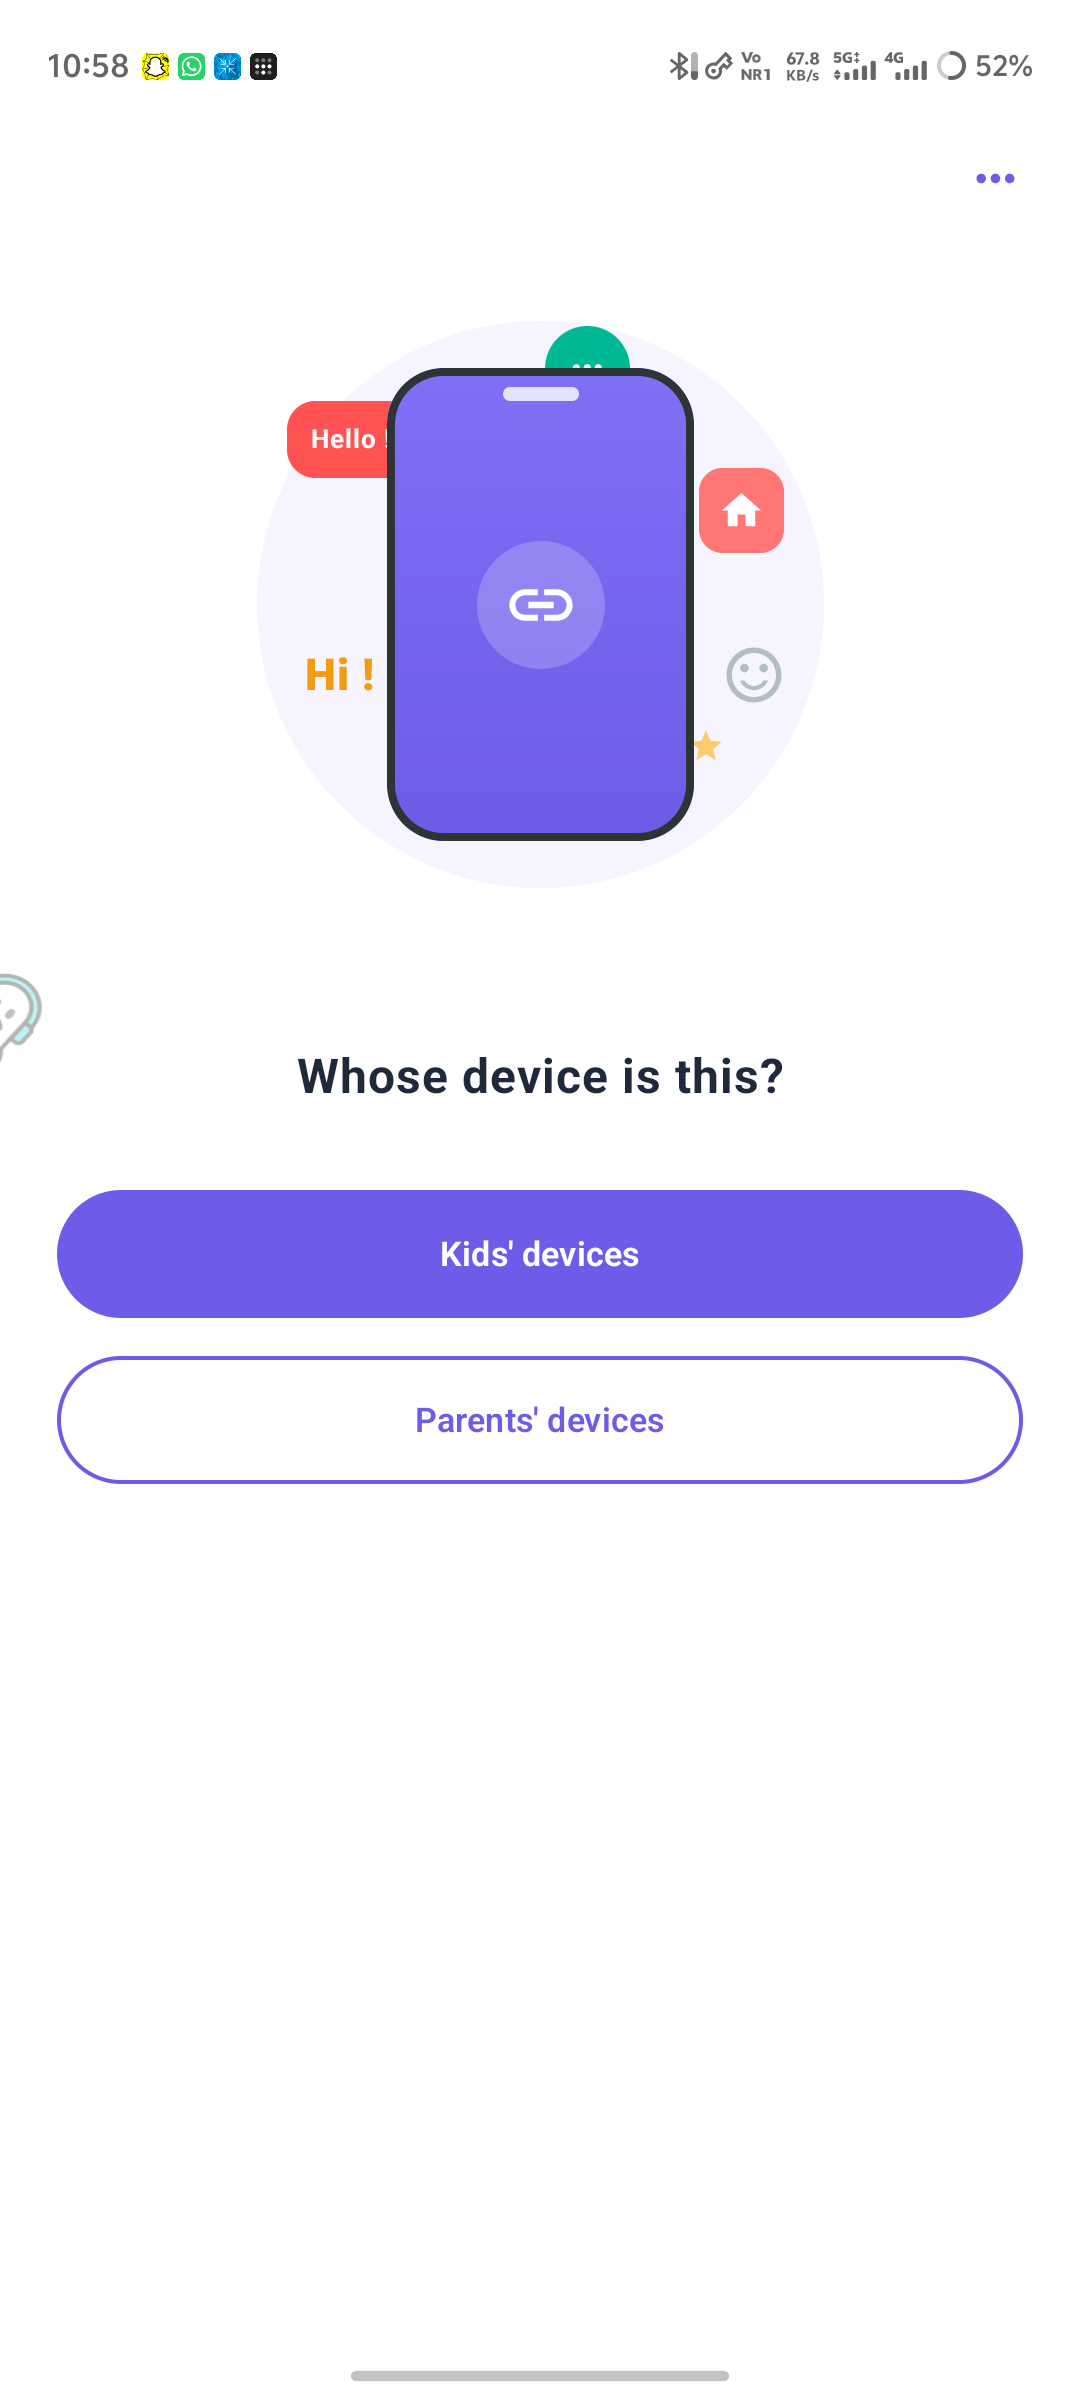 10:58
Vo NR1
67.8 KB/s
5G
4G
52%
Hello !
Hi !
Whose device is this?
Kids' devices
Parents' devices